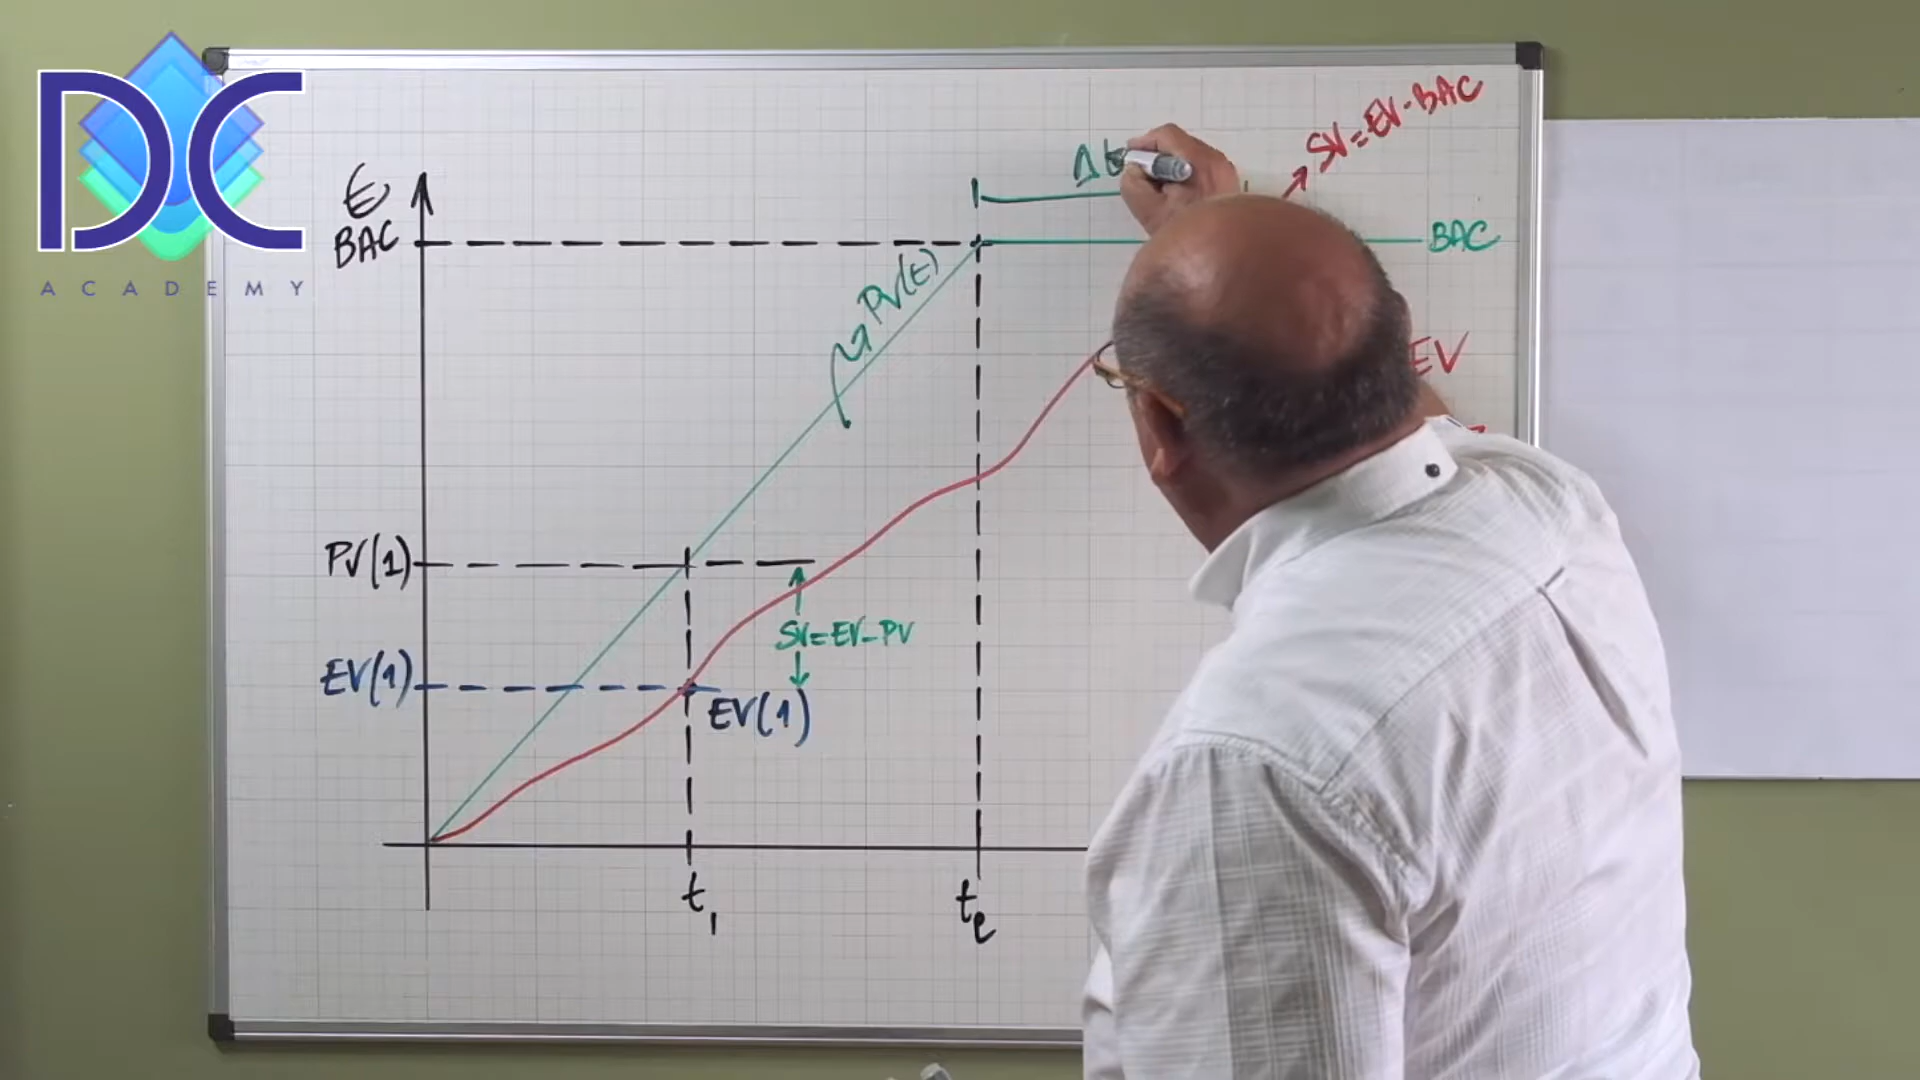 DC
ACADEMY
SV=EV-BAC
Δt
€
BAC
BAC
PV(t)
EV
PV(1)
SV=EV-PV
EV(1)
EV(1)
t1
te